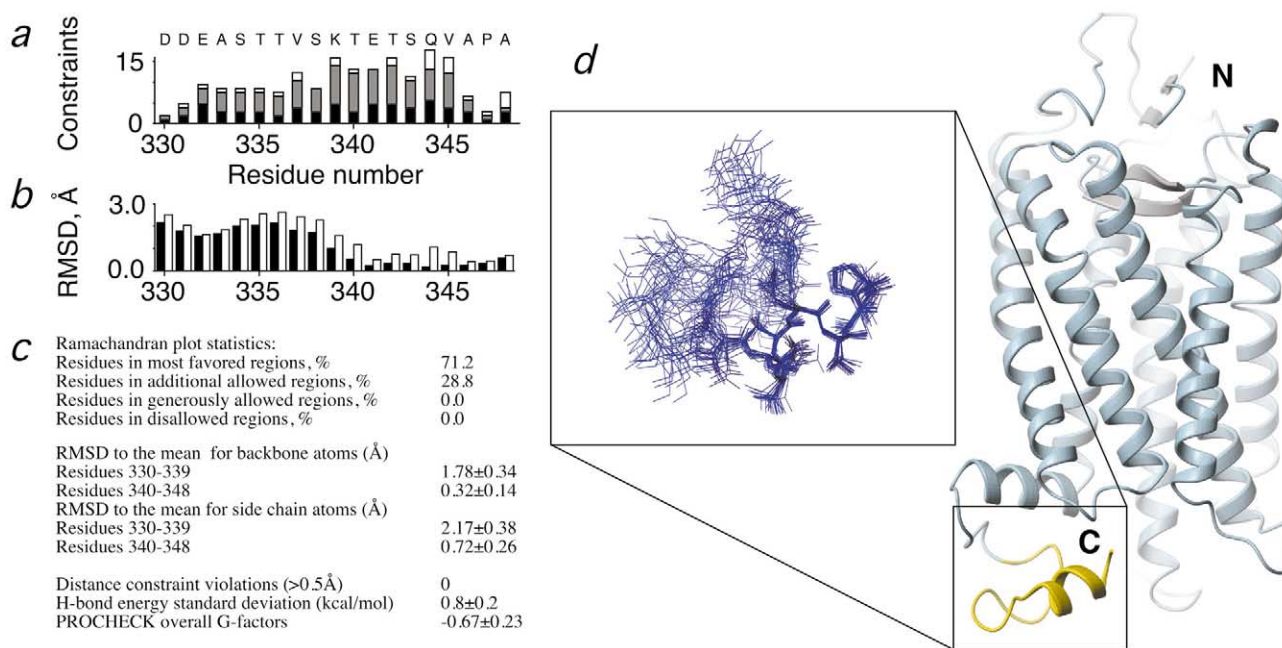 a
D D E A S T T V S K T E T S Q V A P A
Constraints
15
0
330 335 340 345
Residue number
b
RMSD, Å
3.0
0.0
330 335 340 345
c
Ramachandran plot statistics:
Residues in most favored regions, % 71.2
Residues in additional allowed regions, % 28.8
Residues in generously allowed regions, % 0.0
Residues in disallowed regions, % 0.0
RMSD to the mean for backbone atoms (Å)
Residues 330-339 1.78±0.34
Residues 340-348 0.32±0.14
RMSD to the mean for side chain atoms (Å)
Residues 330-339 2.17±0.38
Residues 340-348 0.72±0.26
Distance constraint violations (>0.5Å) 0
H-bond energy standard deviation (kcal/mol) 0.8±0.2
PROCHECK overall G-factors -0.67±0.23
d
N
C